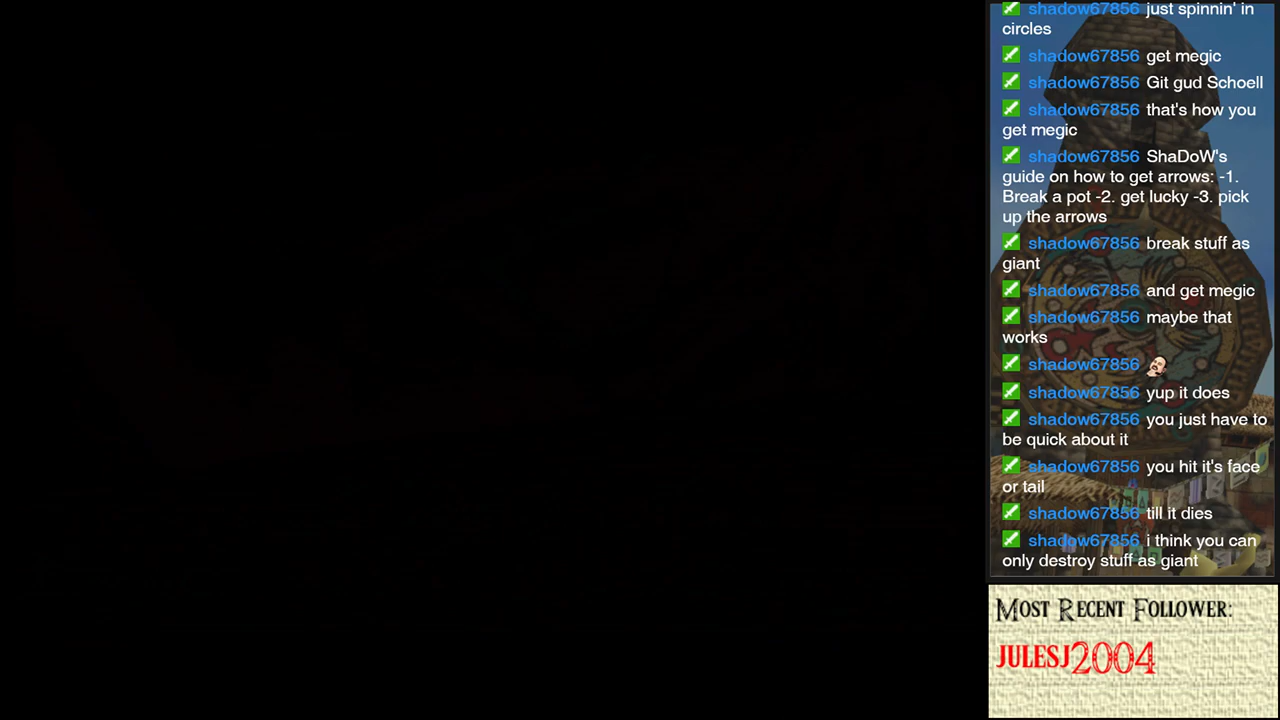 shadow67856 just spinnin' in
circles
shadow67856 get megic
shadow67856 Git gud Schoell
shadow67856 that's how you
get megic
shadow67856 ShaDoW's
guide on how to get arrows: -1.
Break a pot -2. get lucky -3. pick
up the arrows
shadow67856 break stuff as
giant
shadow67856 and get megic
shadow67856 maybe that
works
shadow67856
shadow67856 yup it does
shadow67856 you just have to
be quick about it
shadow67856 you hit it's face
or tail
shadow67856 till it dies
shadow67856 i think you can
only destroy stuff as giant
Most Recent Follower:
julesj2004